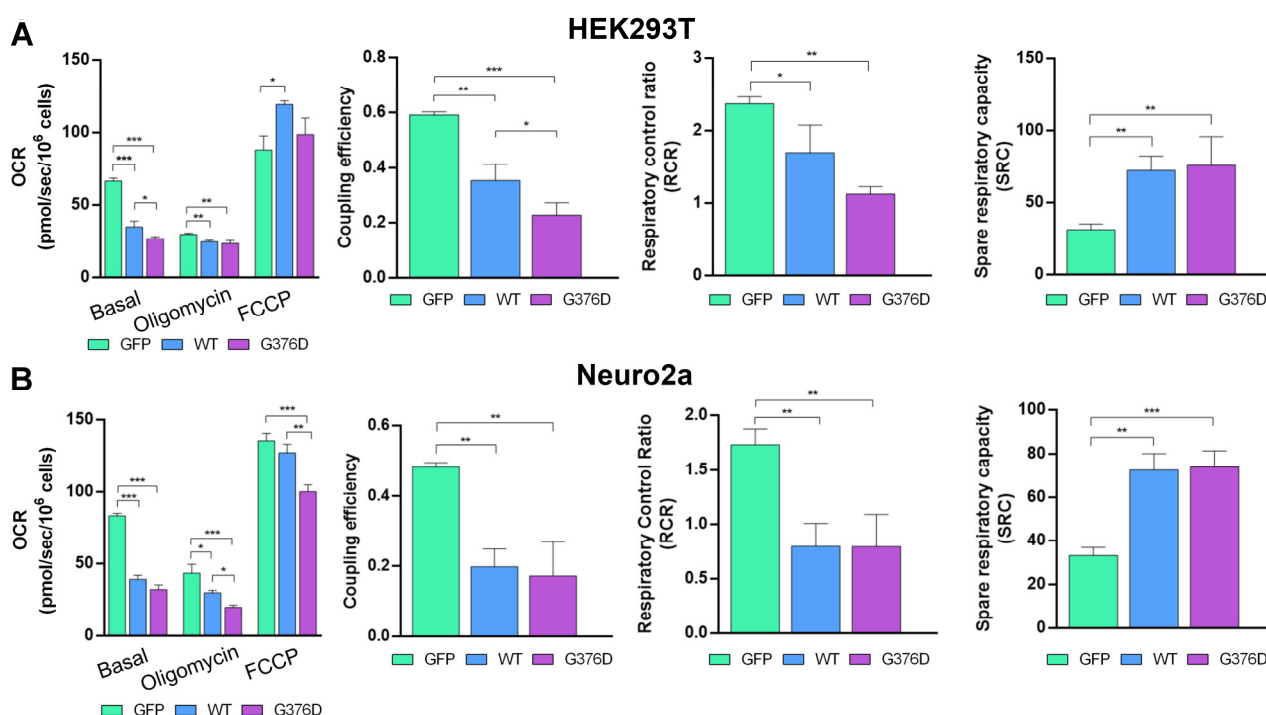 A
HEK293T
OCR
(pmol/sec/10⁶ cells)
150
100
50
0
***
***
*
**
**
*
Basal
Oligomycin
FCCP
GFP WT G376D
Coupling efficiency
0.8
0.6
0.4
0.2
0.0
***
**
*
GFP WT G376D
Respiratory control ratio
(RCR)
3
2
1
0
**
*
GFP WT G376D
Spare respiratory capacity
(SRC)
150
100
50
0
**
**
GFP WT G376D
B
Neuro2a
OCR
(pmol/sec/10⁶ cells)
150
100
50
0
***
***
***
*
*
***
**
Basal
Oligomycin
FCCP
GFP WT G376D
Coupling efficiency
0.6
0.4
0.2
0.0
**
**
GFP WT G376D
Respiratory Control Ratio
(RCR)
2.0
1.5
1.0
0.5
0.0
**
**
GFP WT G376D
Spare respiratory capacity
(SRC)
100
80
60
40
20
0
***
**
GFP WT G376D